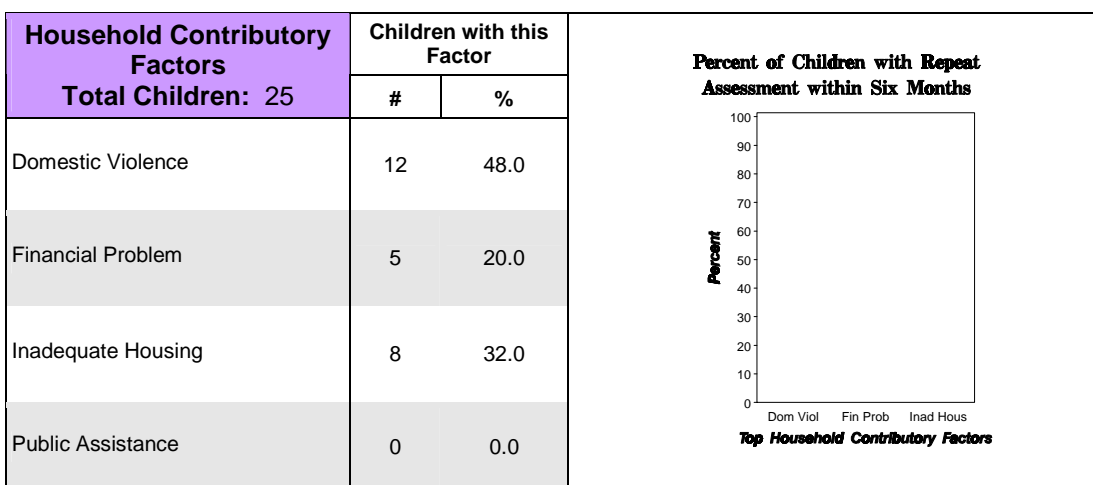 Household Contributory
Factors
Total Children: 25
Children with this
Factor
# %
Domestic Violence 12 48.0
Financial Problem 5 20.0
Inadequate Housing 8 32.0
Public Assistance 0 0.0
Percent of Children with Repeat
Assessment within Six Months
100
90
80
70
60
50
40
30
20
10
0
Percent
Dom Viol Fin Prob Inad Hous
Top Household Contributory Factors